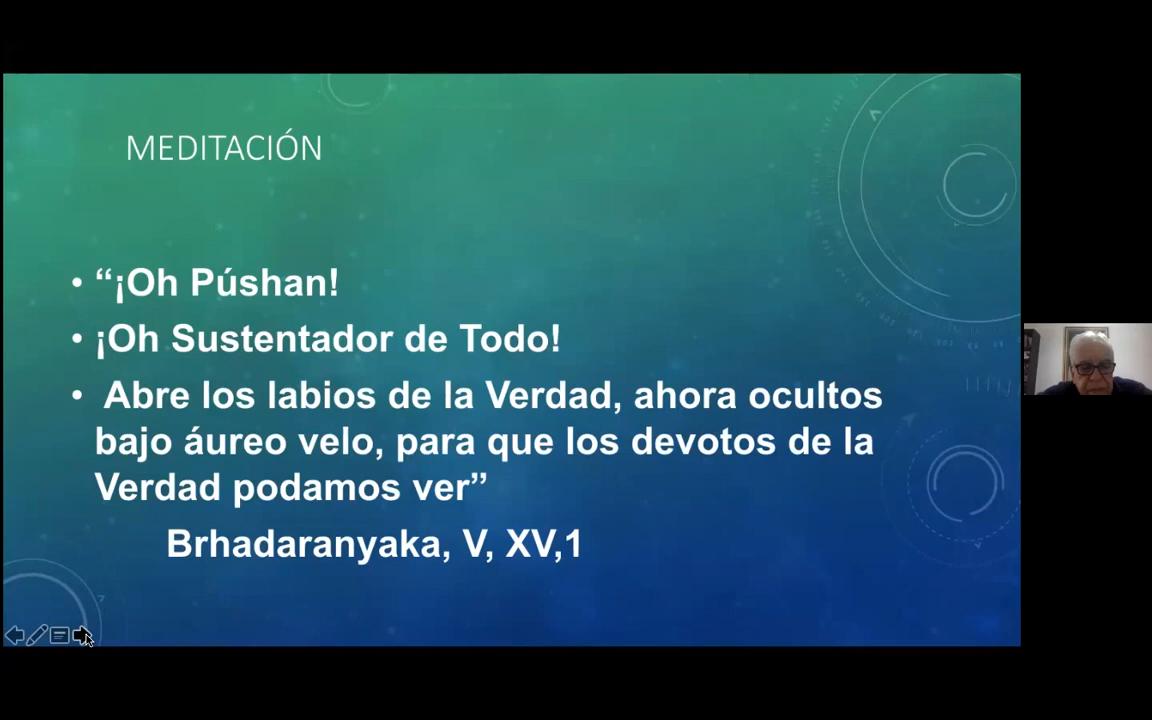 MEDITACIÓN
• “¡Oh Púshan!
• ¡Oh Sustentador de Todo!
• Abre los labios de la Verdad, ahora ocultos
bajo áureo velo, para que los devotos de la
Verdad podamos ver”
Brhadaranyaka, V, XV,1